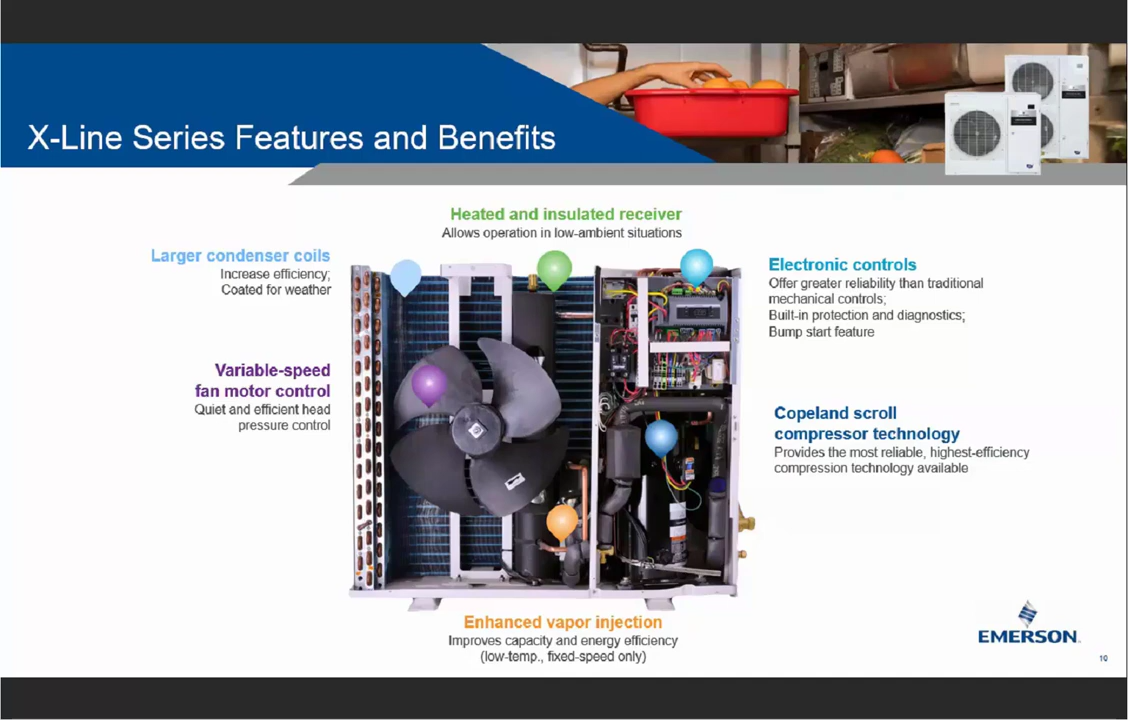 X-Line Series Features and Benefits
Heated and insulated receiver
Allows operation in low-ambient situations
Larger condenser coils
Increase efficiency;
Coated for weather
Electronic controls
Offer greater reliability than traditional
mechanical controls;
Built-in protection and diagnostics;
Bump start feature
Variable-speed
fan motor control
Quiet and efficient head
pressure control
Copeland scroll
compressor technology
Provides the most reliable, highest-efficiency
compression technology available
Enhanced vapor injection
Improves capacity and energy efficiency
(low-temp., fixed-speed only)
EMERSON
10